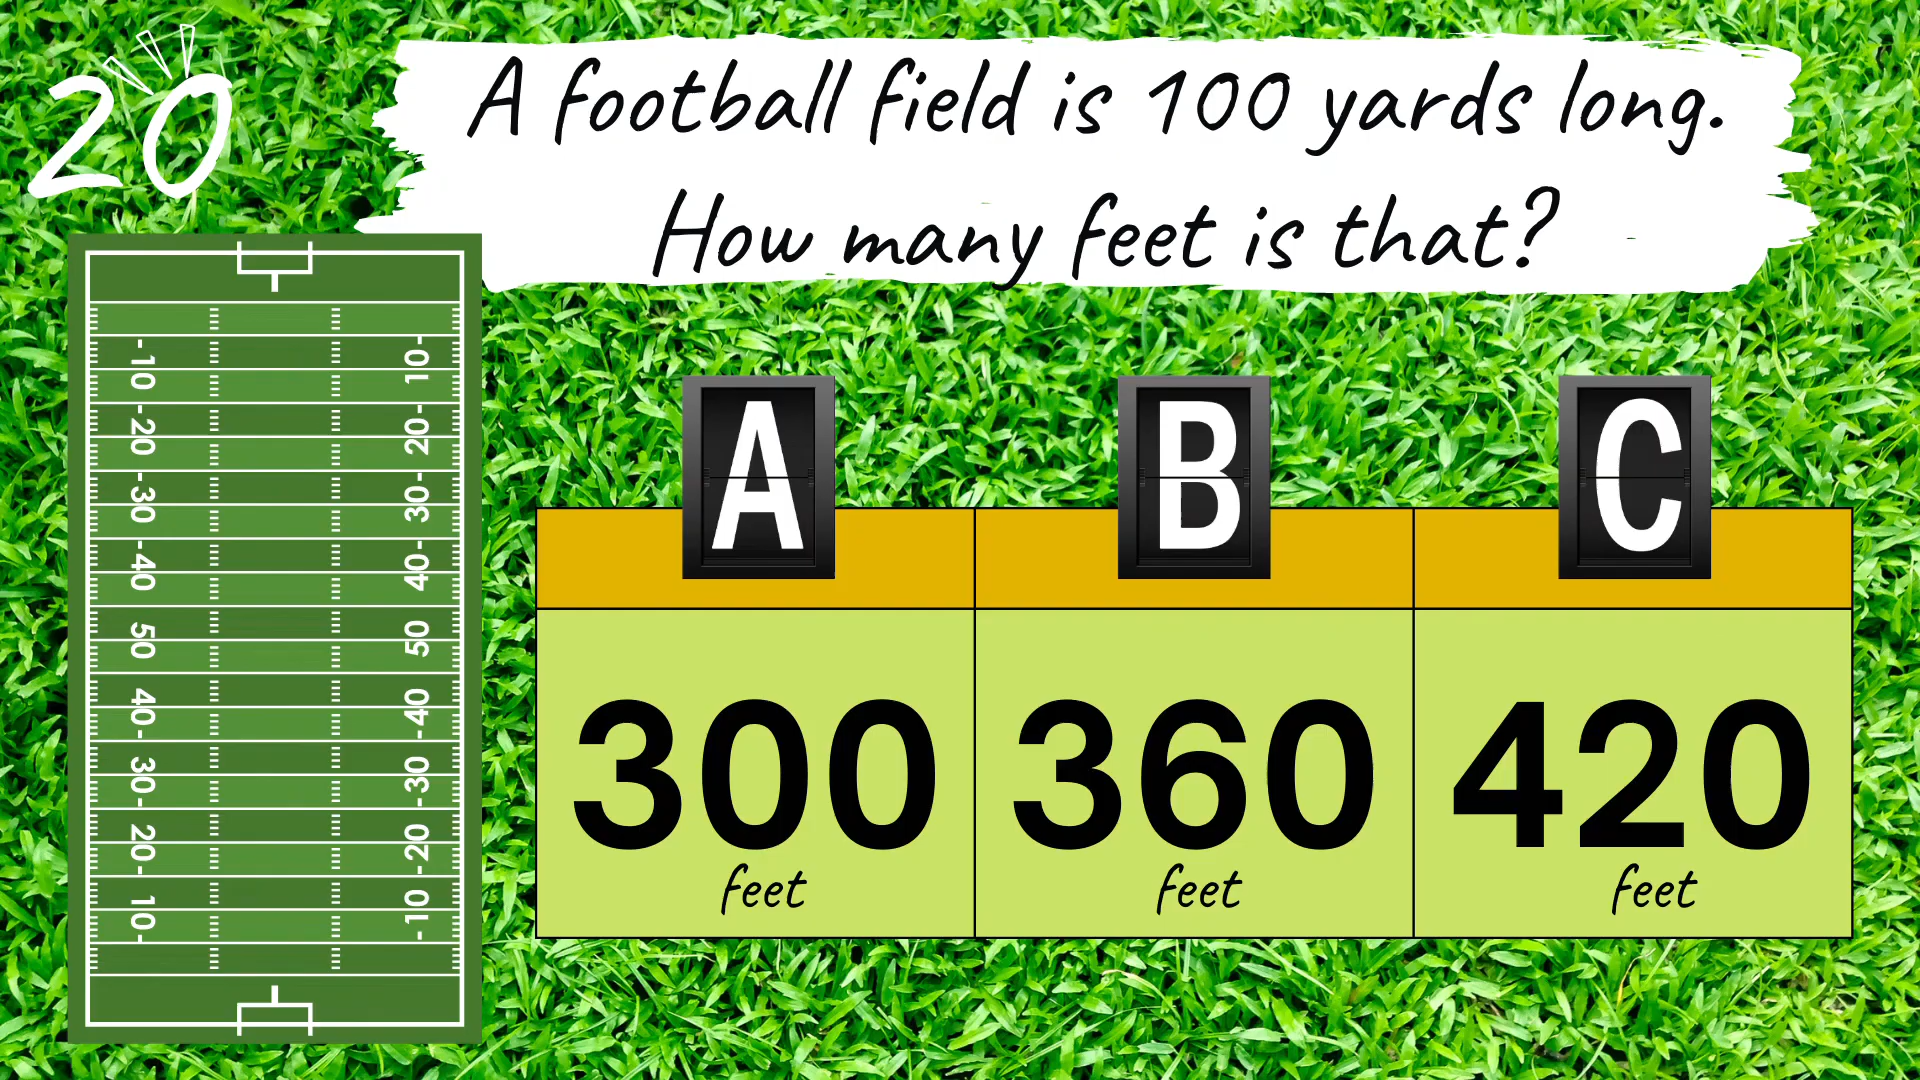 20
A football field is 100 yards long.
How many feet is that?
-10 10-
-20 20-
-30 30-
-40 40-
50 50
40- -40
30- -30
20- -20
10- -10
A B C
300 360 420
feet feet feet